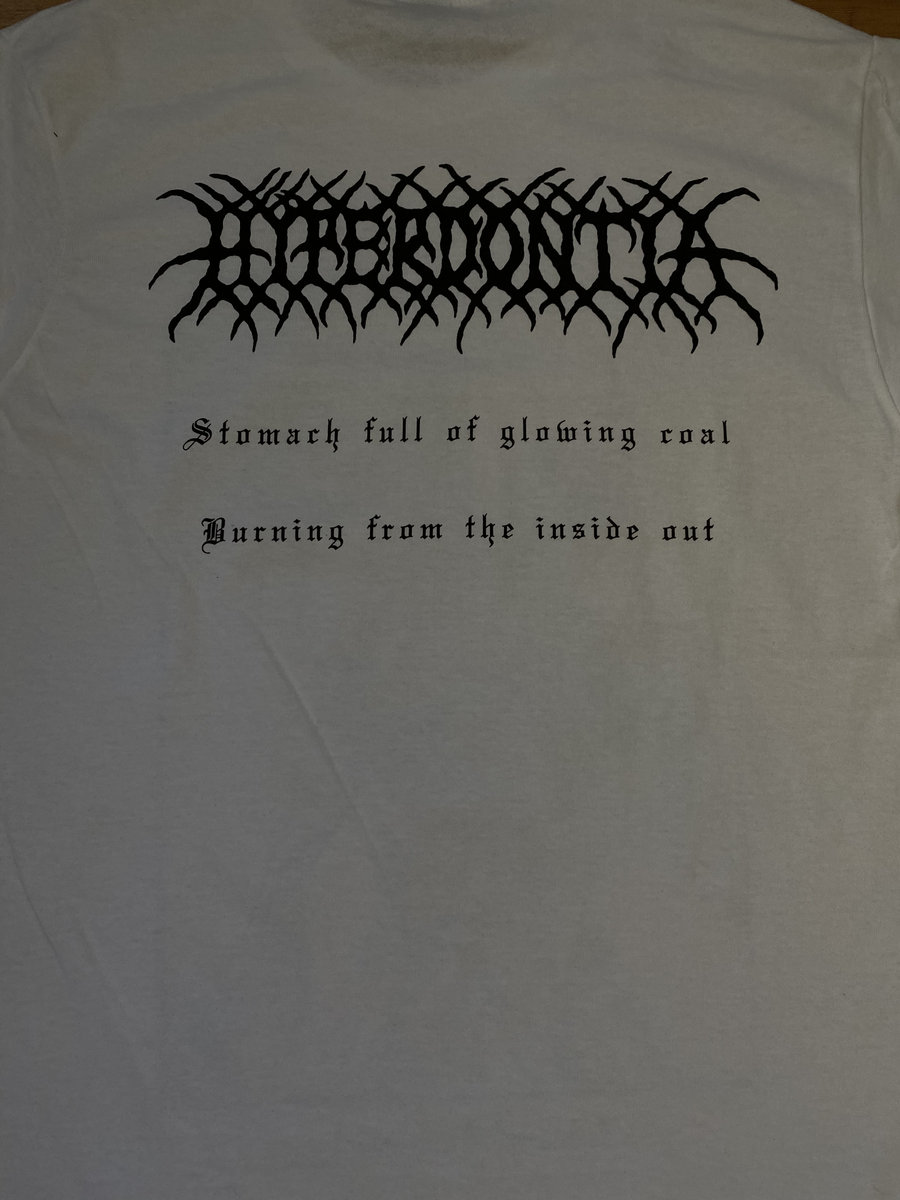 HYPERDONTIA
Stomach full of glowing coal
Burning from the inside out